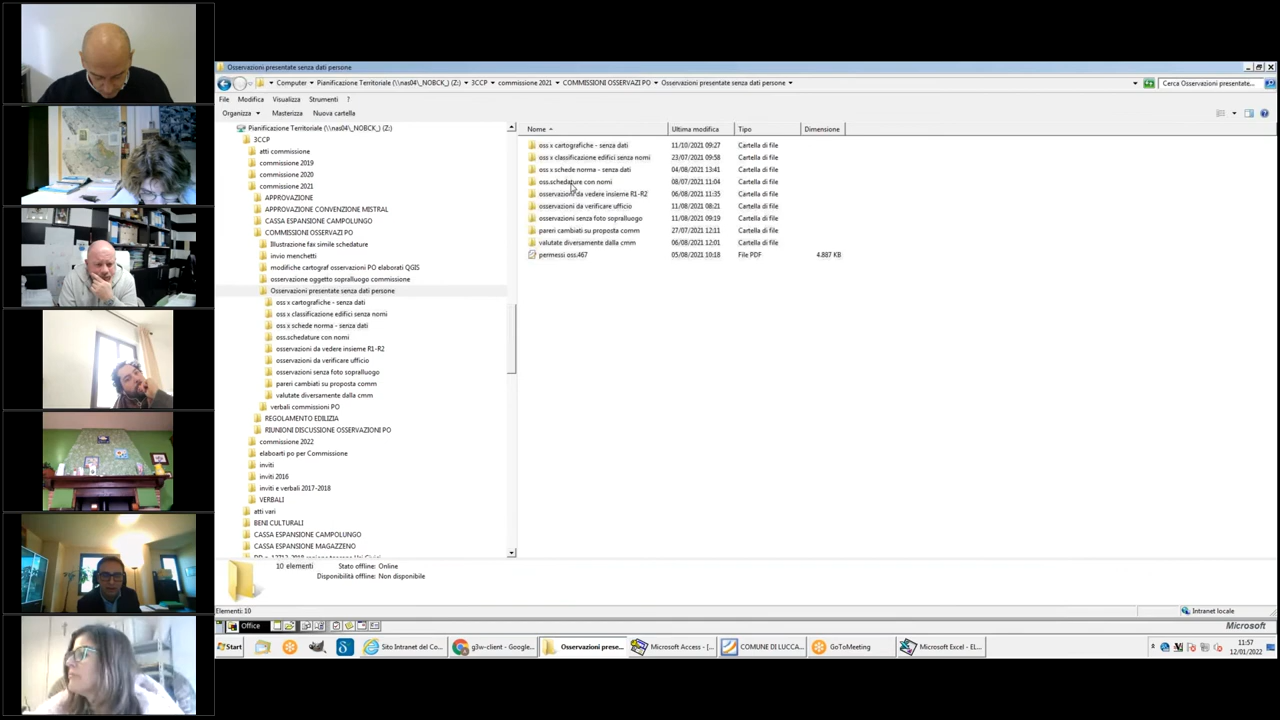 Osservazioni presentate senza dati persone
Computer ▸ Pianificazione Territoriale (\\nas04\_NOBCK_) (Z:) ▸ 3CCP ▸ commissione 2021 ▸ COMMISSIONI OSSERVAZI PO ▸ Osservazioni presentate senza dati persone ▸
Cerca Osservazioni presentate...
File Modifica Visualizza Strumenti ?
Organizza Masterizza Nuova cartella
Pianificazione Territoriale (\\nas04\_NOBCK_) (Z:)
3CCP
atti commissione
commissione 2019
commissione 2020
commissione 2021
APPROVAZIONE
APPROVAZIONE CONVENZIONE MISTRAL
CASSA ESPANSIONE CAMPOLUNGO
COMMISSIONI OSSERVAZI PO
Illustrazione fax simile schedature
invio menchetti
modifiche cartograf osservazioni PO elaborati QGIS
osservazione oggetto sopralluogo commissione
Osservazioni presentate senza dati persone
oss x cartografiche - senza dati
oss x classificazione edifici senza nomi
oss x schede norma - senza dati
oss.schedature con nomi
osservazioni da vedere insieme R1-R2
osservazioni da verificare ufficio
osservazioni senza foto sopralluogo
pareri cambiati su proposta comm
valutate diversamente dalla cmm
verbali commissioni PO
REGOLAMENTO EDILIZIA
RIUNIONI DISCUSSIONE OSSERVAZIONI PO
commissione 2022
elaboarti po per Commissione
inviti
inviti 2016
inviti e verbali 2017-2018
VERBALI
atti vari
BENI CULTURALI
CASSA ESPANSIONE CAMPOLUNGO
CASSA ESPANSIONE MAGAZZENO
Nome Ultima modifica Tipo Dimensione
oss x cartografiche - senza dati 11/10/2021 09:27 Cartella di file
oss x classificazione edifici senza nomi 23/07/2021 09:58 Cartella di file
oss x schede norma - senza dati 04/08/2021 13:41 Cartella di file
oss.schedature con nomi 08/07/2021 11:04 Cartella di file
osservazioni da vedere insieme R1-R2 06/08/2021 11:35 Cartella di file
osservazioni da verificare ufficio 11/08/2021 08:21 Cartella di file
osservazioni senza foto sopralluogo 11/08/2021 09:19 Cartella di file
pareri cambiati su proposta comm 27/07/2021 12:11 Cartella di file
valutate diversamente dalla cmm 06/08/2021 12:01 Cartella di file
permessi oss.467 05/08/2021 10:18 File PDF 4.887 KB
10 elementi Stato offline: Online
Disponibilità offline: Non disponibile
Elementi: 10 Intranet locale
Office Microsoft
Start Sito Intranet del Co... g3w-client - Google... Osservazioni prese... Microsoft Access - [... COMUNE DI LUCCA... GoToMeeting Microsoft Excel - EL...
11:57
12/01/2022